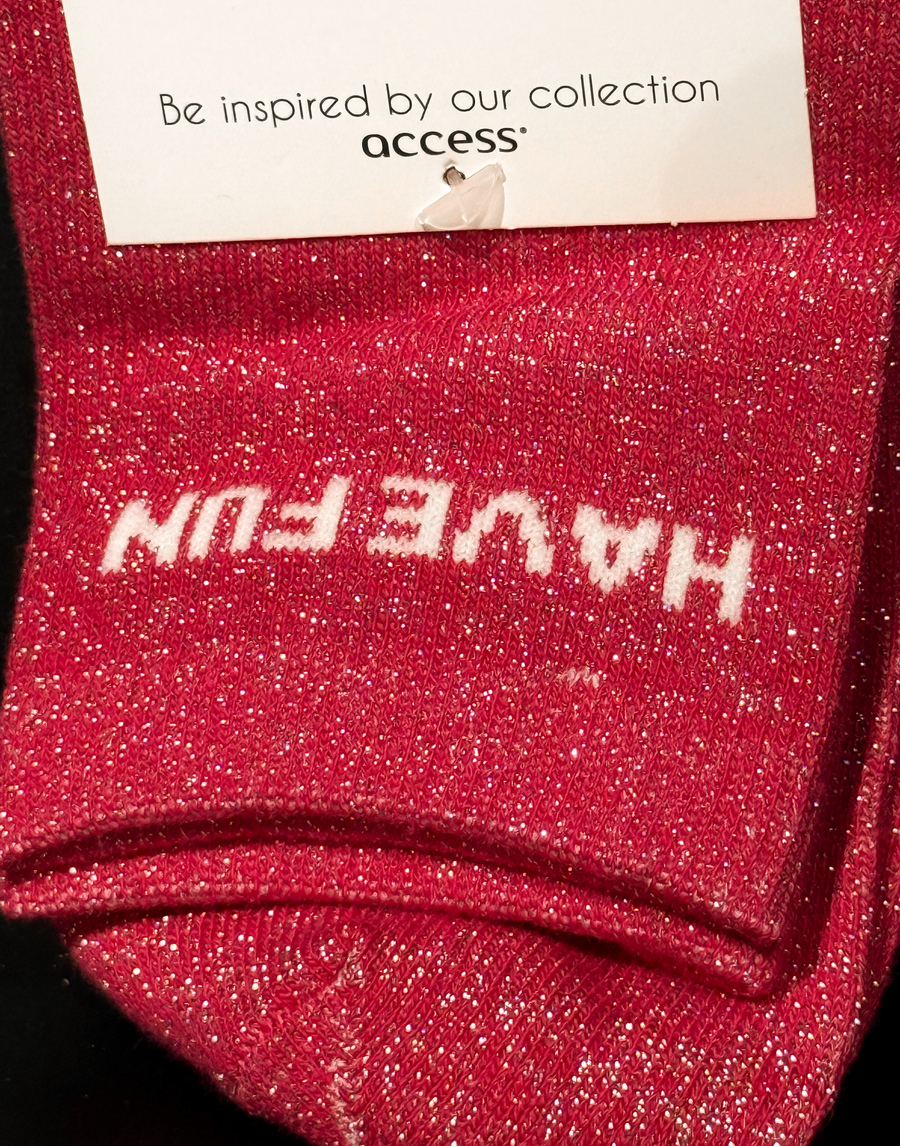 Be inspired by our collection
access®
HAVE FUN